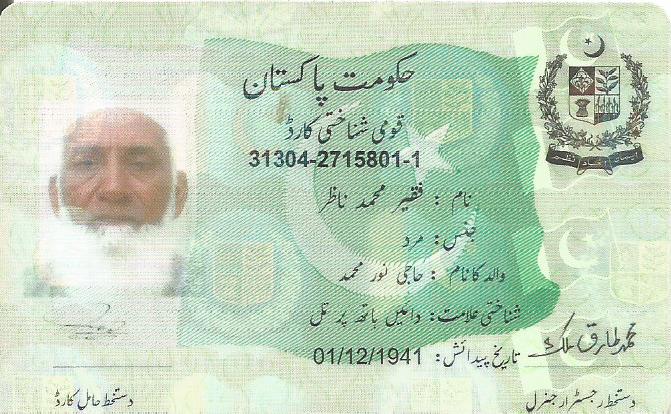 حکومت پاکستان
قومی شناختی کارڈ
31304-2715801-1
نام : فقیر محمد ناظر
جنس: مرد
والد کا نام : حاجی نور محمد
شناختی علامت: دائیں ہاتھ پر تل
تاریخ پیدائش: 01/12/1941
محمد طارق ملک
دستخط رجسٹرار جنرل
دستخط حامل کارڈ